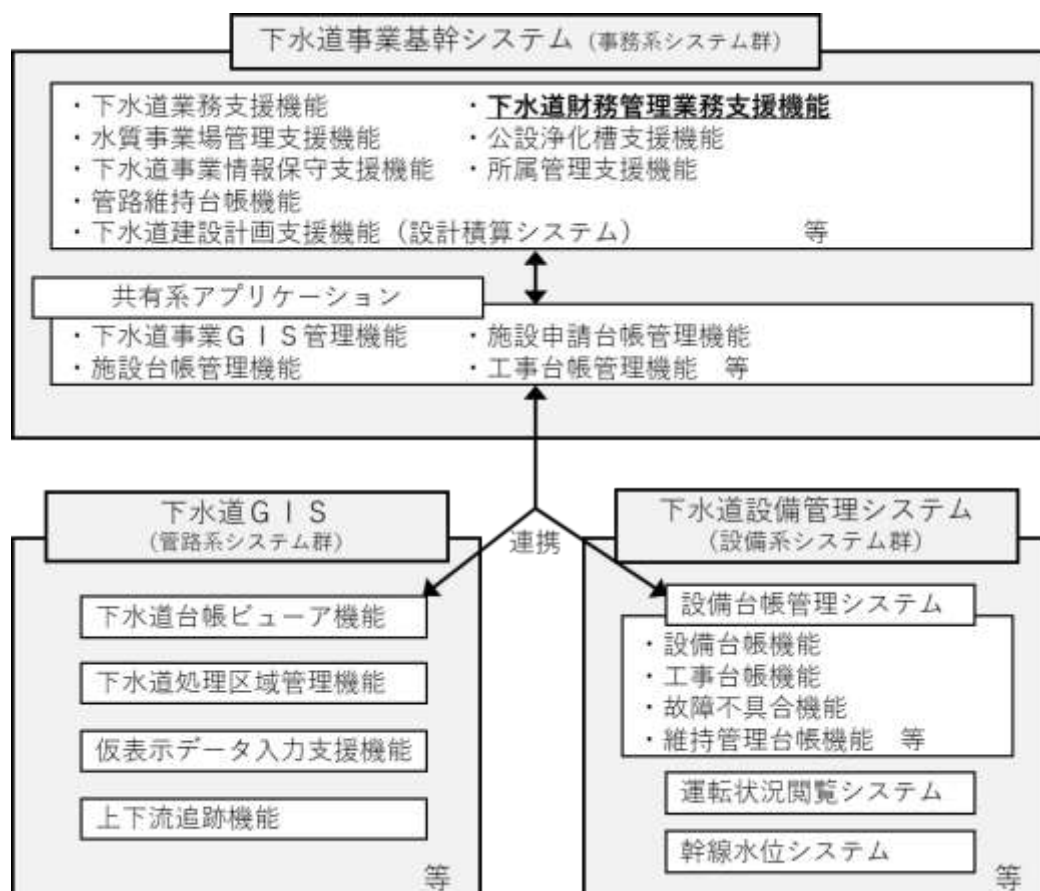 下水道事業基幹システム（事務系システム群）
・下水道業務支援機能
・下水道財務管理業務支援機能
・水質事業場管理支援機能
・公設浄化槽支援機能
・下水道事業情報保守支援機能
・所属管理支援機能
・管路維持台帳機能
・下水道建設計画支援機能（設計積算システム）　等
共有系アプリケーション
・下水道事業ＧＩＳ管理機能
・施設申請台帳管理機能
・施設台帳管理機能
・工事台帳管理機能　等
連携
下水道ＧＩＳ
（管路系システム群）
下水道台帳ビューア機能
下水道処理区域管理機能
仮表示データ入力支援機能
上下流追跡機能
等
下水道設備管理システム
（設備系システム群）
設備台帳管理システム
・設備台帳機能
・工事台帳機能
・故障不具合機能
・維持管理台帳機能　等
運転状況閲覧システム
幹線水位システム
等